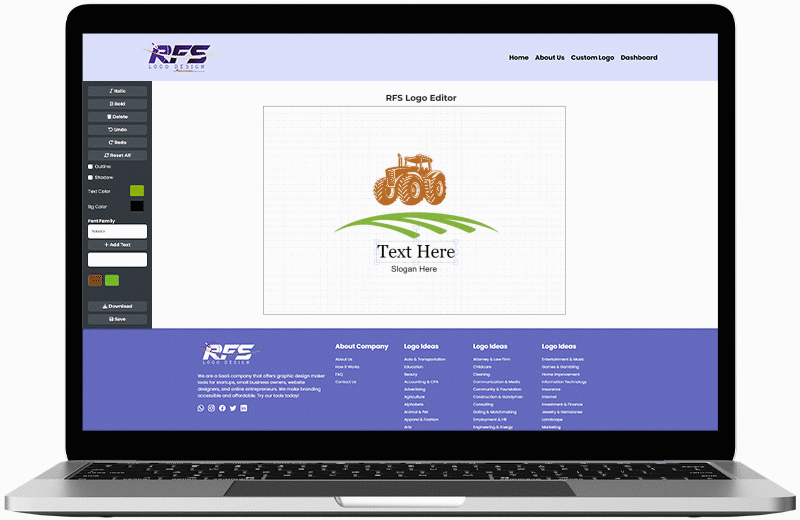 RFS
LOGO DESIGN
Home About Us Custom Logo Dashboard
Italic
Bold
Delete
Undo
Redo
Reset All
Outline
Shadow
Text Color
Bg Color
Font Family
+ Add Text
Download
Save
RFS Logo Editor
Text Here
Slogan Here
RFS
LOGO DESIGN
We are a SaaS company that offers graphic design maker
tools for startups, small business owners, website
designers, and online entrepreneurs. We make branding
accessible and affordable. Try our tools today!
About Company
About Us
How It Works
FAQ
Contact Us
Logo Ideas
Auto & Transportation
Education
Beauty
Accounting & CPA
Advertising
Agriculture
Alphabets
Animal & Pet
Apparel & Fashion
Arts
Logo Ideas
Attorney & Law Firm
Childcare
Cleaning
Communication & Media
Community & Foundation
Construction & Handyman
Consulting
Dating & Matchmaking
Employment & HR
Engineering & Energy
Logo Ideas
Entertainment & Music
Games & Gambling
Home Improvement
Information Technology
Insurance
Internet
Investment & Finance
Jewelry & Gemstones
Landscaping
Marketing